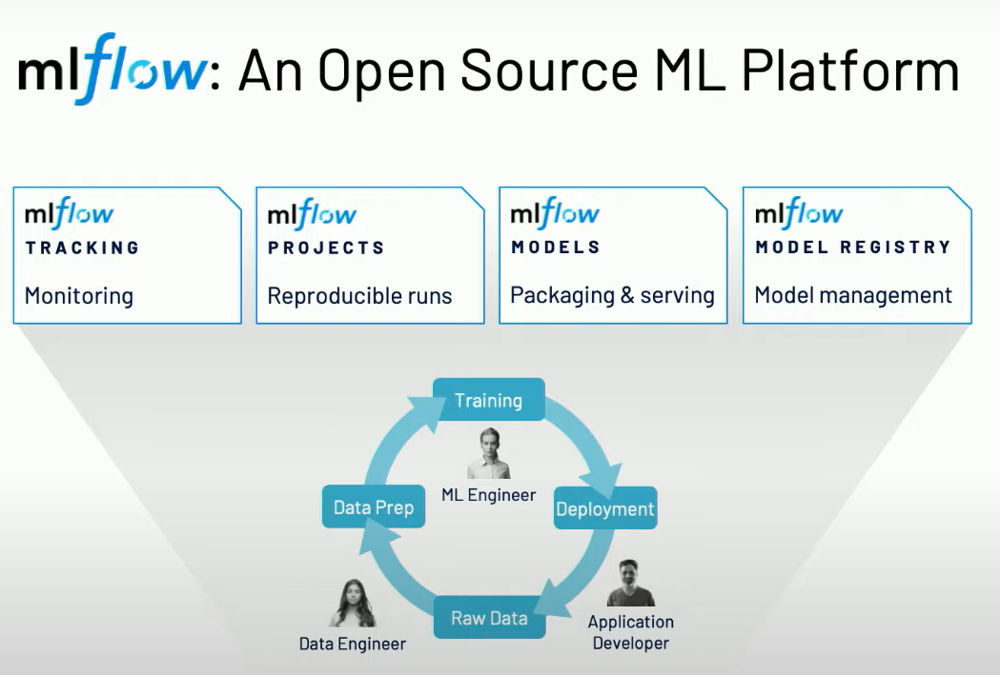 mlflow: An Open Source ML Platform
mlflow
TRACKING
Monitoring
mlflow
PROJECTS
Reproducible runs
mlflow
MODELS
Packaging & serving
mlflow
MODEL REGISTRY
Model management
Training
ML Engineer
Data Prep
Deployment
Raw Data
Data Engineer
Application
Developer